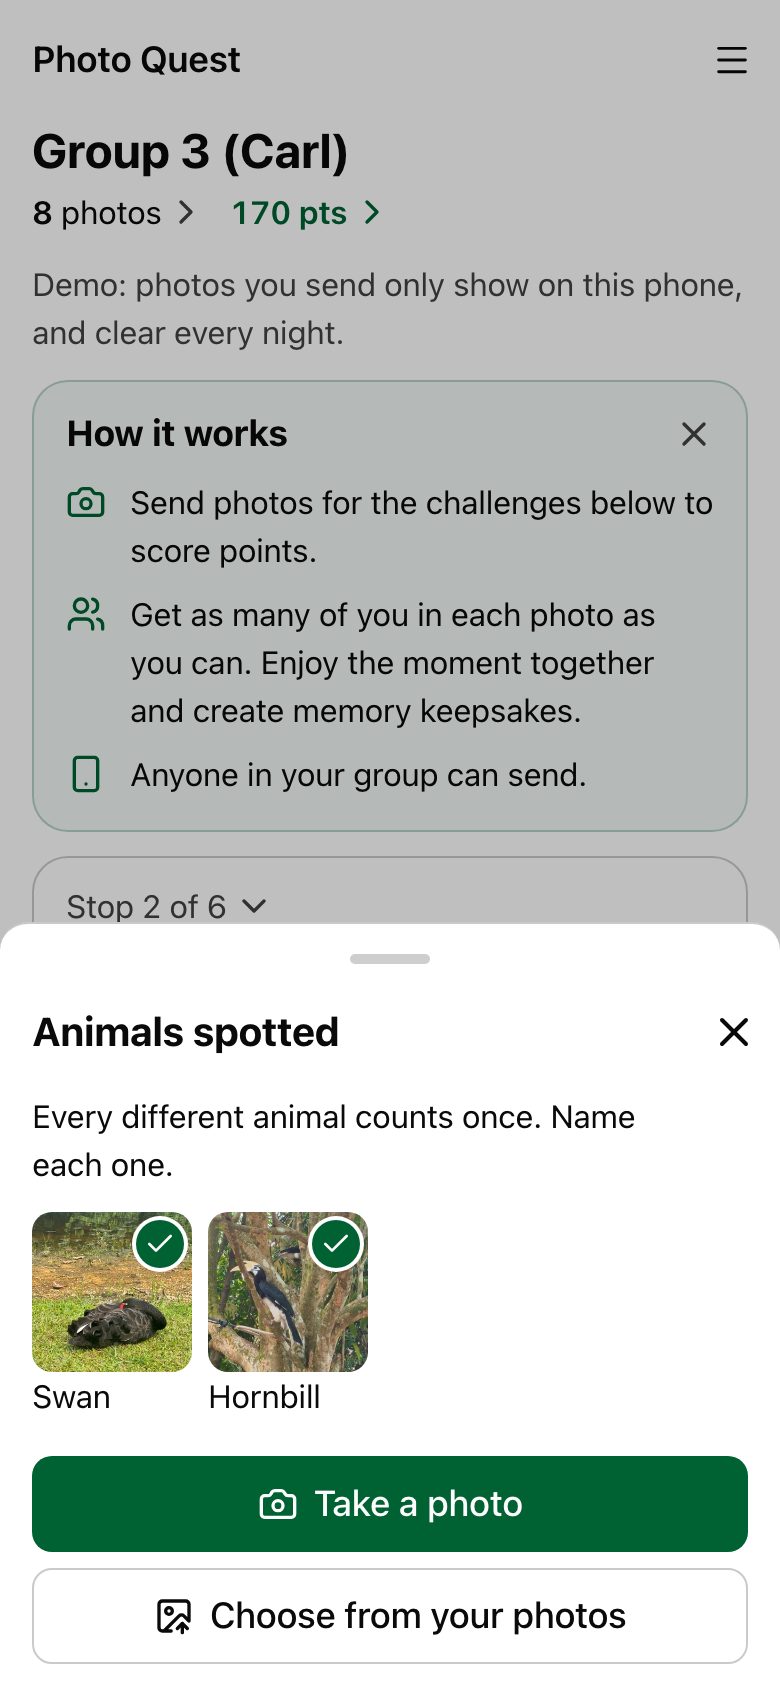 Photo Quest
Group 3 (Carl)
8 photos
170 pts
Demo: photos you send only show on this phone,
and clear every night.
How it works
Send photos for the challenges below to
score points.
Get as many of you in each photo as
you can. Enjoy the moment together
and create memory keepsakes.
Anyone in your group can send.
Stop 2 of 6
Animals spotted
Every different animal counts once. Name
each one.
Swan
Hornbill
Take a photo
Choose from your photos